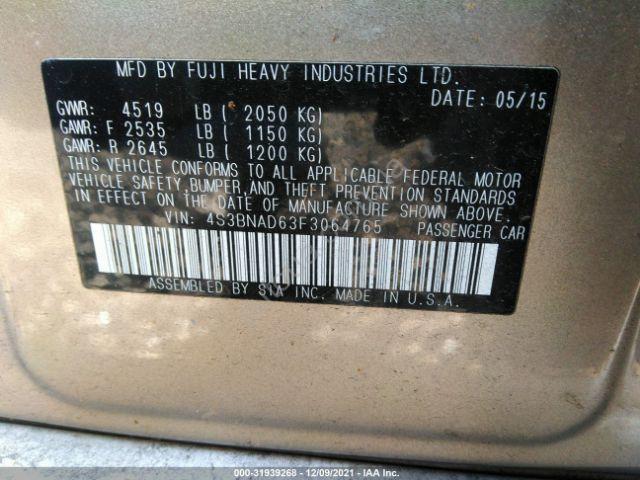 MFD BY FUJI HEAVY INDUSTRIES LTD.
DATE: 05/15
GVWR: 4519 LB ( 2050 KG)
GAWR: F 2535 LB ( 1150 KG)
GAWR: R 2645 LB ( 1200 KG)
THIS VEHICLE CONFORMS TO ALL APPLICABLE FEDERAL MOTOR
VEHICLE SAFETY, BUMPER, AND THEFT PREVENTION STANDARDS
IN EFFECT ON THE DATE OF MANUFACTURE SHOWN ABOVE.
VIN: 4S3BNAD63F3064765 PASSENGER CAR
ASSEMBLED BY SIA INC. MADE IN U.S.A.
000-31939268 - 12/09/2021 - IAA Inc.